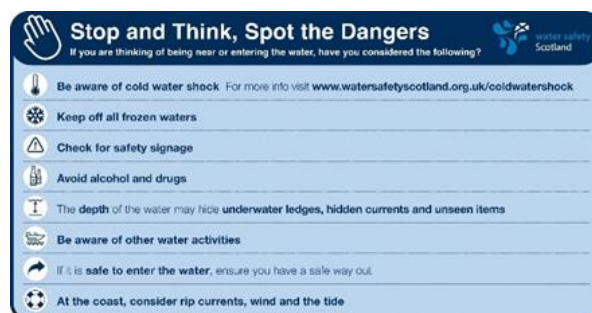 Stop and Think, Spot the Dangers
If you are thinking of being near or entering the water, have you considered the following?
water safety
Scotland
Be aware of cold water shock For more info visit www.watersafetyscotland.org.uk/coldwatershock
Keep off all frozen waters
Check for safety signage
Avoid alcohol and drugs
The depth of the water may hide underwater ledges, hidden currents and unseen items
Be aware of other water activities
If it is safe to enter the water, ensure you have a safe way out
At the coast, consider rip currents, wind and the tide